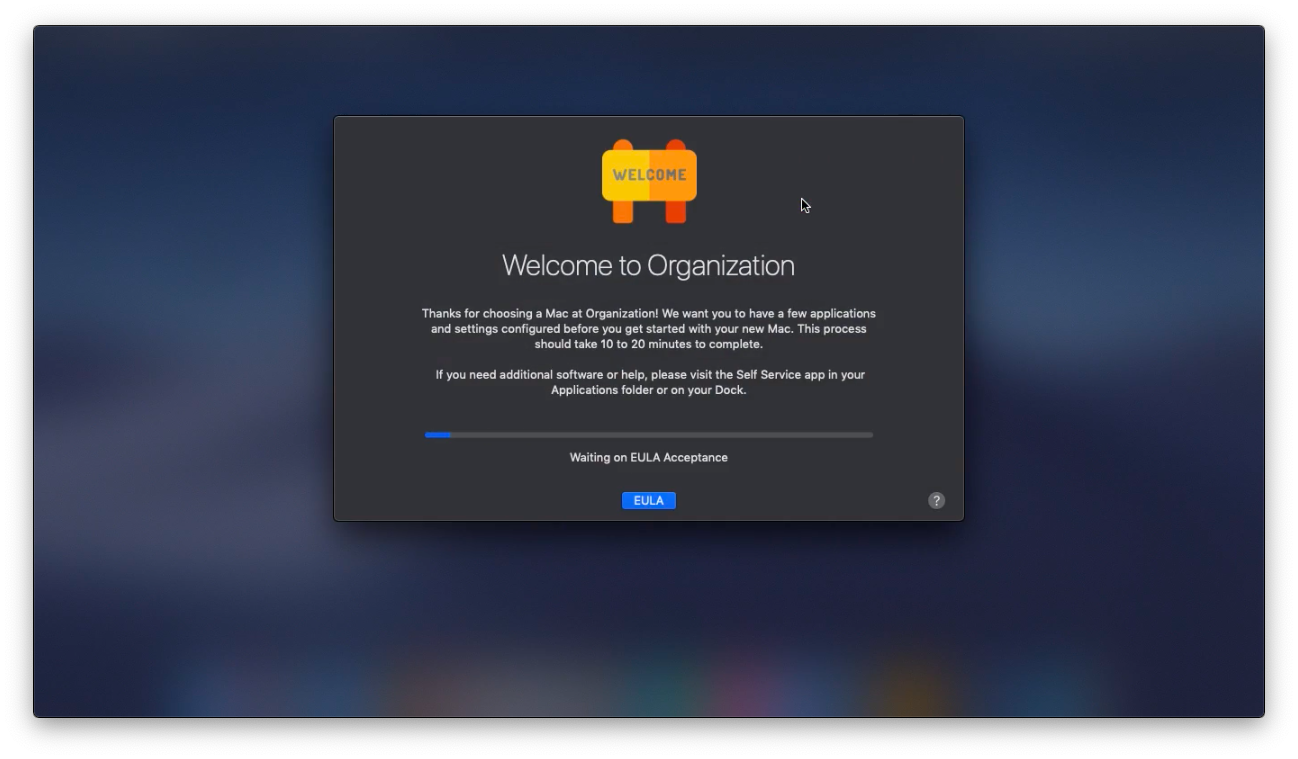 WELCOME
Welcome to Organization
Thanks for choosing a Mac at Organization! We want you to have a few applications
and settings configured before you get started with your new Mac. This process
should take 10 to 20 minutes to complete.
If you need additional software or help, please visit the Self Service app in your
Applications folder or on your Dock.
Waiting on EULA Acceptance
EULA
?